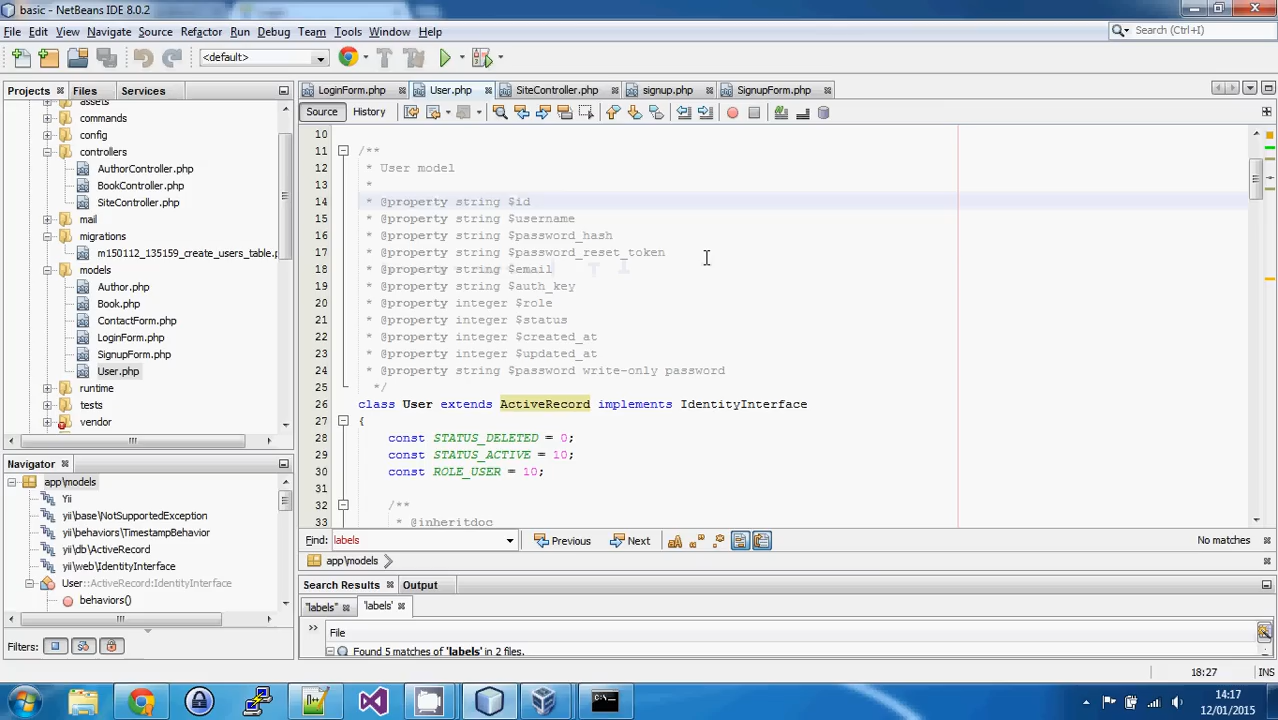 basic - NetBeans IDE 8.0.2
File Edit View Navigate Source Refactor Run Debug Team Tools Window Help
Search (Ctrl+I)
<default>
Projects Files Services
assets
commands
config
controllers
AuthorController.php
BookController.php
SiteController.php
mail
migrations
m150112_135159_create_users_table.p
models
Author.php
Book.php
ContactForm.php
LoginForm.php
SignupForm.php
User.php
runtime
tests
vendor
Navigator
app\models
Yii
yii\base\NotSupportedException
yii\behaviors\TimestampBehavior
yii\db\ActiveRecord
yii\web\IdentityInterface
User::ActiveRecord:IdentityInterface
behaviors()
Filters:
LoginForm.php User.php SiteController.php signup.php SignupForm.php
Source History
10
11 /**
12 * User model
13 *
14 * @property string $id
15 * @property string $username
16 * @property string $password_hash
17 * @property string $password_reset_token
18 * @property string $email
19 * @property string $auth_key
20 * @property integer $role
21 * @property integer $status
22 * @property integer $created_at
23 * @property integer $updated_at
24 * @property string $password write-only password
25 */
26 class User extends ActiveRecord implements IdentityInterface
27 {
28 const STATUS_DELETED = 0;
29 const STATUS_ACTIVE = 10;
30 const ROLE_USER = 10;
31
32 /**
33 * @inheritdoc
Find: labels Previous Next No matches
app\models
Search Results Output
"labels" 'labels'
File
Found 5 matches of 'labels' in 2 files.
18:27 INS
14:17
12/01/2015